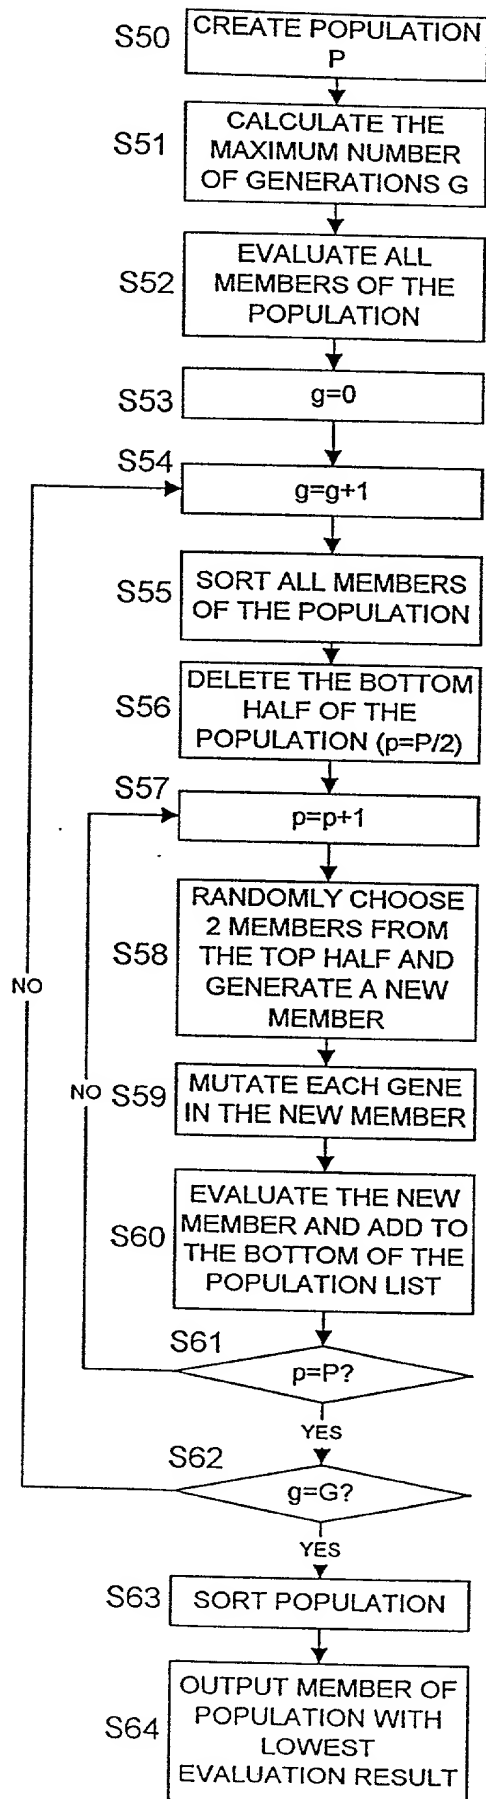 S50
CREATE POPULATION
P
S51
CALCULATE THE
MAXIMUM NUMBER
OF GENERATIONS G
S52
EVALUATE ALL
MEMBERS OF THE
POPULATION
S53
g=0
S54
g=g+1
S55
SORT ALL MEMBERS
OF THE POPULATION
S56
DELETE THE BOTTOM
HALF OF THE
POPULATION (p=P/2)
S57
p=p+1
S58
RANDOMLY CHOOSE
2 MEMBERS FROM
THE TOP HALF AND
GENERATE A NEW
MEMBER
NO
NO
S59
MUTATE EACH GENE
IN THE NEW MEMBER
S60
EVALUATE THE NEW
MEMBER AND ADD TO
THE BOTTOM OF THE
POPULATION LIST
S61
p=P?
YES
S62
g=G?
YES
S63
SORT POPULATION
S64
OUTPUT MEMBER OF
POPULATION WITH
LOWEST
EVALUATION RESULT